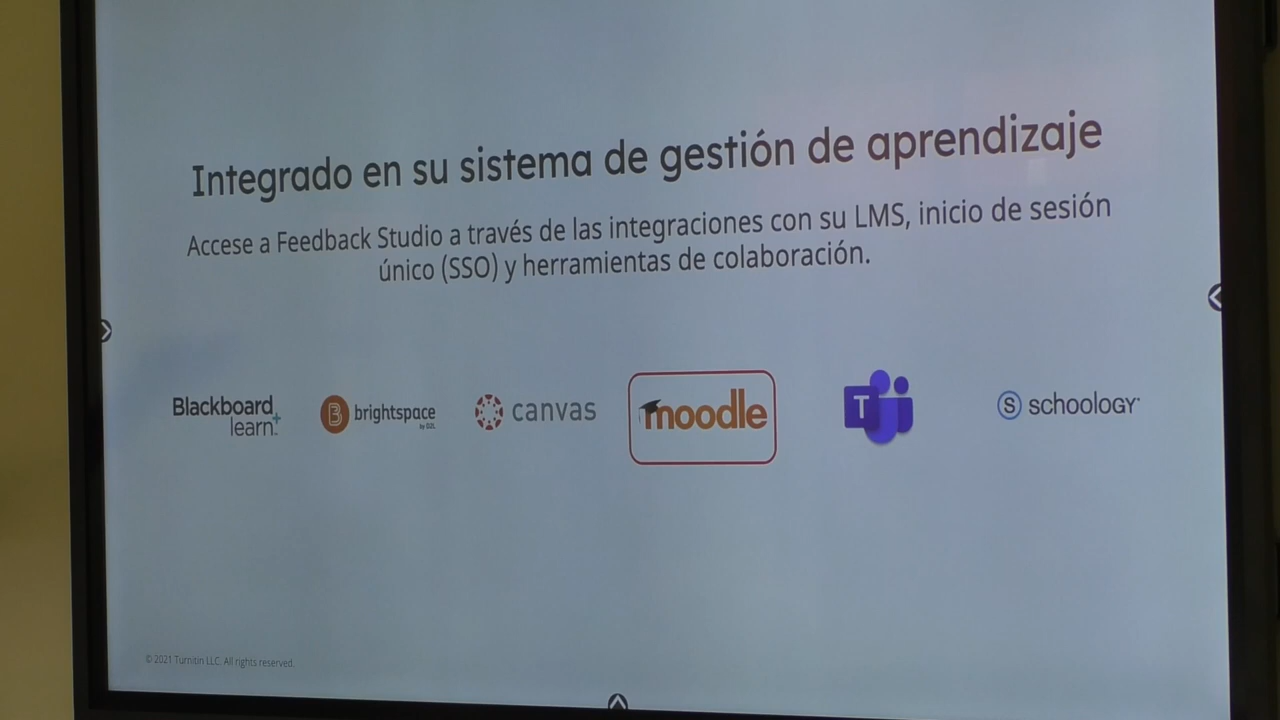 Integrado en su sistema de gestión de aprendizaje
Accese a Feedback Studio a través de las integraciones con su LMS, inicio de sesión
único (SSO) y herramientas de colaboración.
Blackboard
learn
brightspace
by D2L
canvas
moodle
T
S schoology
© 2021 Turnitin LLC. All rights reserved.